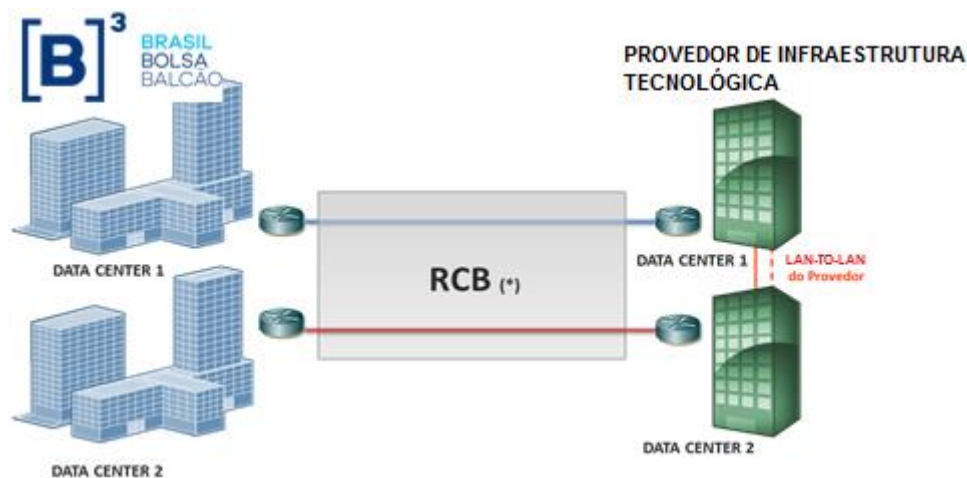 [B]³
BRASIL
BOLSA
BALCÃO
PROVEDOR DE INFRAESTRUTURA
TECNOLÓGICA
DATA CENTER 1
RCB (*)
DATA CENTER 1
LAN-TO-LAN
do Provedor
DATA CENTER 2
DATA CENTER 2